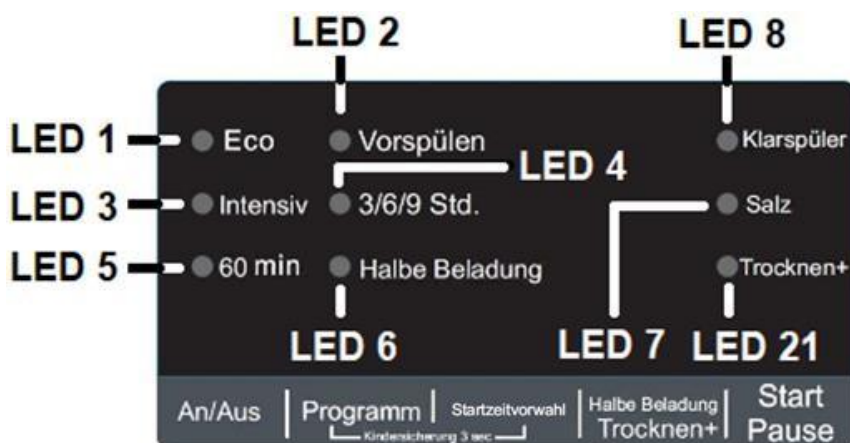 LED 2
LED 8
LED 1
Eco
Vorspülen
Klarspüler
LED 4
LED 3
Intensiv
3/6/9 Std.
Salz
LED 5
60 min
Halbe Beladung
Trocknen+
LED 6
LED 7
LED 21
An/Aus
Programm
Startzeitvorwahl
Kindersicherung 3 sec
Halbe Beladung
Trocknen+
Start
Pause